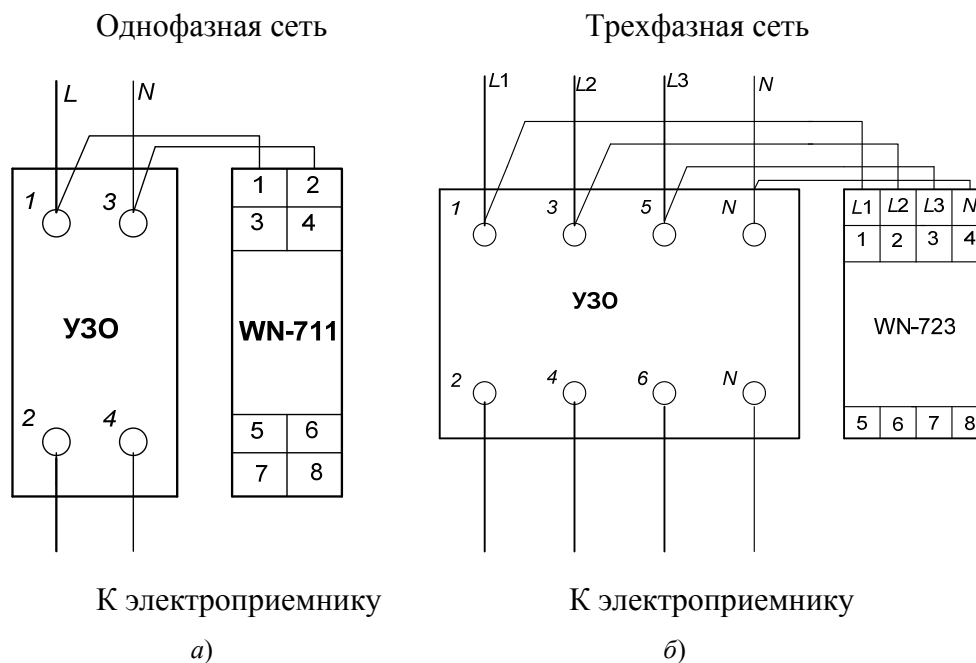 Однофазная сеть
Трехфазная сеть
L N
L1 L2 L3 N
1 3
1 2
3 4
УЗО
WN-711
2 4
5 6
7 8
1 3 5 N
L1 L2 L3 N
1 2 3 4
УЗО
WN-723
2 4 6 N
5 6 7 8
К электроприемнику
К электроприемнику
а)
б)